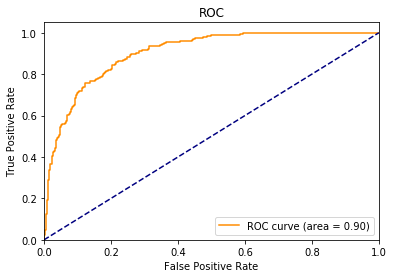 ROC
1.0
0.8
0.6
0.4
0.2
0.0
True Positive Rate
ROC curve (area = 0.90)
0.0 0.2 0.4 0.6 0.8 1.0
False Positive Rate